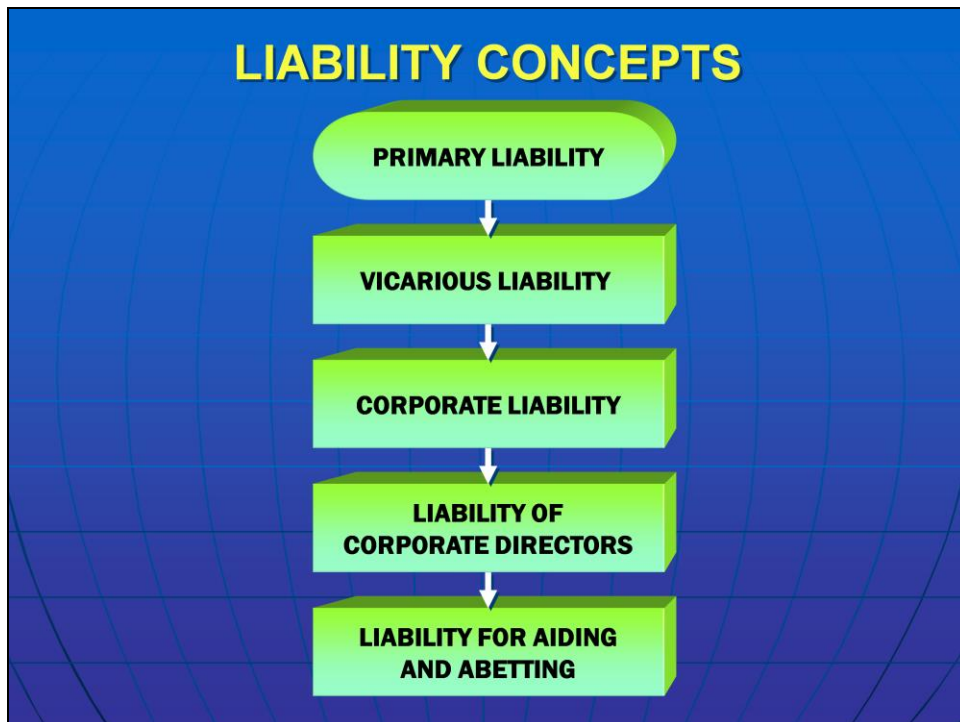 LIABILITY CONCEPTS
PRIMARY LIABILITY
VICARIOUS LIABILITY
CORPORATE LIABILITY
LIABILITY OF
CORPORATE DIRECTORS
LIABILITY FOR AIDING
AND ABETTING